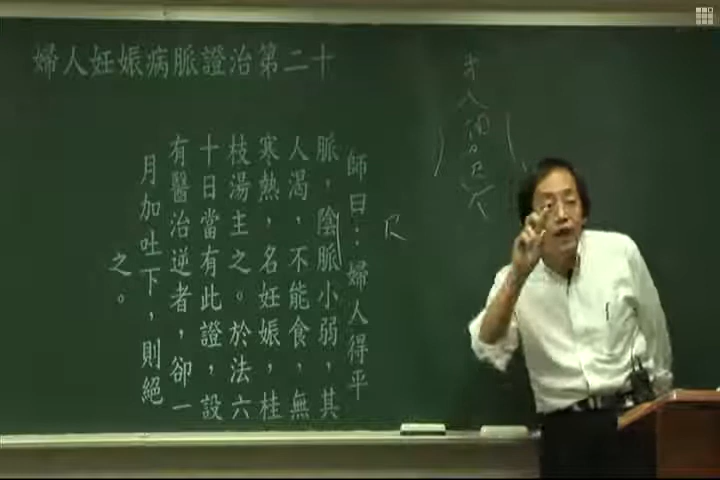 婦人妊娠病脈證治第二十
師曰：婦人得平
脈，陰脈小弱，其
人渴，不能食，無
寒熱，名妊娠，桂
枝湯主之。於法六
十日當有此證，設
有醫治逆者，卻一
月加吐下，則絕
之。
尺